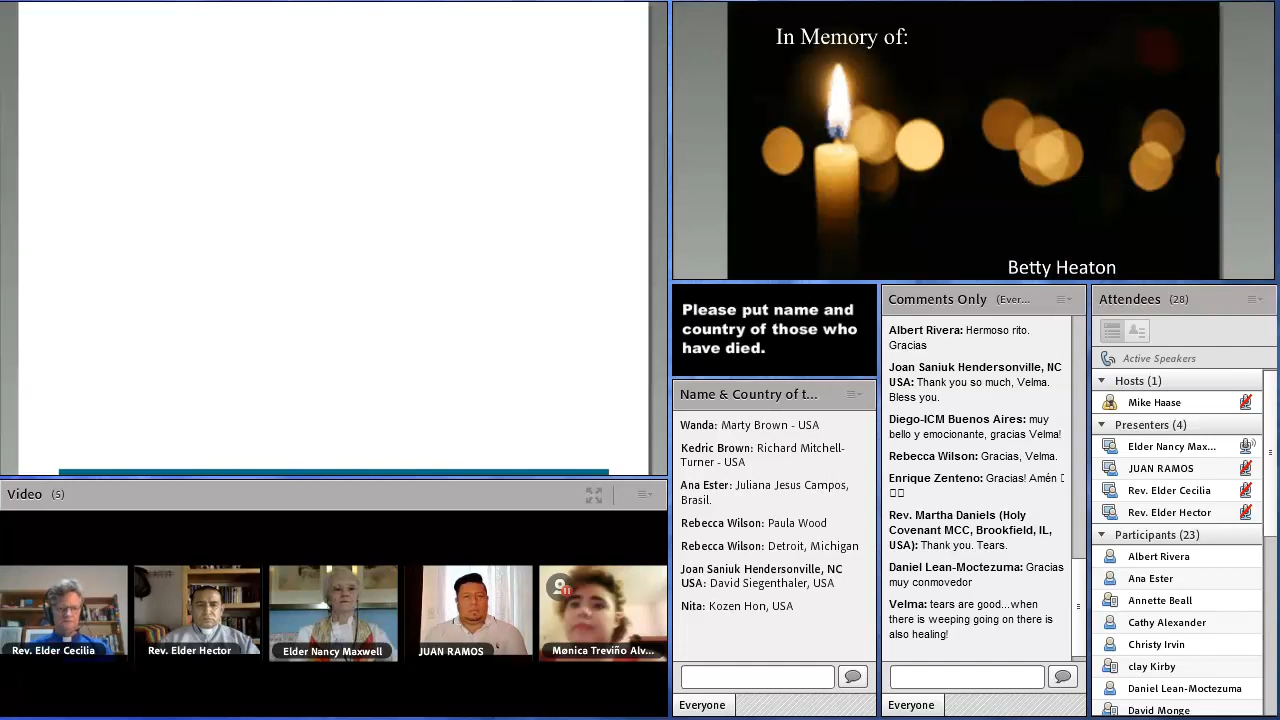 In Memory of:
Betty Heaton
Please put name and
country of those who
have died.
Name & Country of t...
Wanda: Marty Brown - USA
Kedric Brown: Richard Mitchell-
Turner - USA
Ana Ester: Juliana Jesus Campos,
Brasil.
Rebecca Wilson: Paula Wood
Rebecca Wilson: Detroit, Michigan
Joan Saniuk Hendersonville, NC
USA: David Siegenthaler, USA
Nita: Kozen Hon, USA
Everyone
Comments Only (Ever...
Albert Rivera: Hermoso rito.
Gracias
Joan Saniuk Hendersonville, NC
USA: Thank you so much, Velma.
Bless you.
Diego-ICM Buenos Aires: muy
bello y emocionante, gracias Velma!
Rebecca Wilson: Gracias, Velma.
Enrique Zenteno: Gracias! Amén
Rev. Martha Daniels (Holy
Covenant MCC, Brookfield, IL,
USA): Thank you. Tears.
Daniel Lean-Moctezuma: Gracias
muy conmovedor
Velma: tears are good...when
there is weeping going on there is
also healing!
Everyone
Attendees (28)
Active Speakers
Hosts (1)
Mike Haase
Presenters (4)
Elder Nancy Max...
JUAN RAMOS
Rev. Elder Cecilia
Rev. Elder Hector
Participants (23)
Albert Rivera
Ana Ester
Annette Beall
Cathy Alexander
Christy Irvin
clay Kirby
Daniel Lean-Moctezuma
David Monge
Video (5)
Rev. Elder Cecilia
Rev. Elder Hector
Elder Nancy Maxwell
JUAN RAMOS
Mønica Treviño Alv...